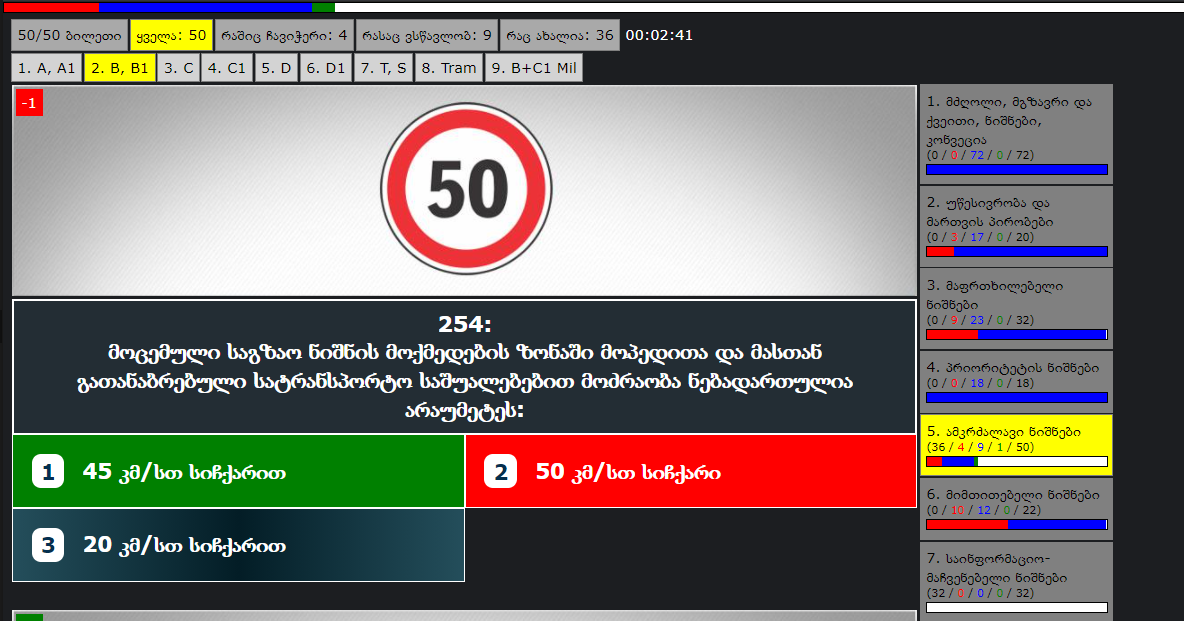 50/50 ბილეთი ყველა: 50 რაშიც ჩავიჭერი: 4 რასაც ვსწავლობ: 9 რაც ახალია: 36 00:02:41
1. A, A1 2. B, B1 3. C 4. C1 5. D 6. D1 7. T, S 8. Tram 9. B+C1 Mil
-1
50
254:
მოცემული საგზაო ნიშნის მოქმედების ზონაში მოპედითა და მასთან
გათანაბრებული სატრანსპორტო საშუალებებით მოძრაობა ნებადართულია
არაუმეტეს:
1 45 კმ/სთ სიჩქარით
2 50 კმ/სთ სიჩქარი
3 20 კმ/სთ სიჩქარით
1. მძღოლი, მგზავრი და
ქვეითი, ნიშნები,
კონვეცია
(0 / 0 / 72 / 0 / 72)
2. უწესივრობა და
მართვის პირობები
(0 / 3 / 17 / 0 / 20)
3. მაფრთხილებელი
ნიშნები
(0 / 9 / 23 / 0 / 32)
4. პრიორიტეტის ნიშნები
(0 / 0 / 18 / 0 / 18)
5. ამკრძალავი ნიშნები
(36 / 4 / 9 / 1 / 50)
6. მიმთითებელი ნიშნები
(0 / 10 / 12 / 0 / 22)
7. საინფორმაციო-
მაჩვენებელი ნიშნები
(32 / 0 / 0 / 0 / 32)